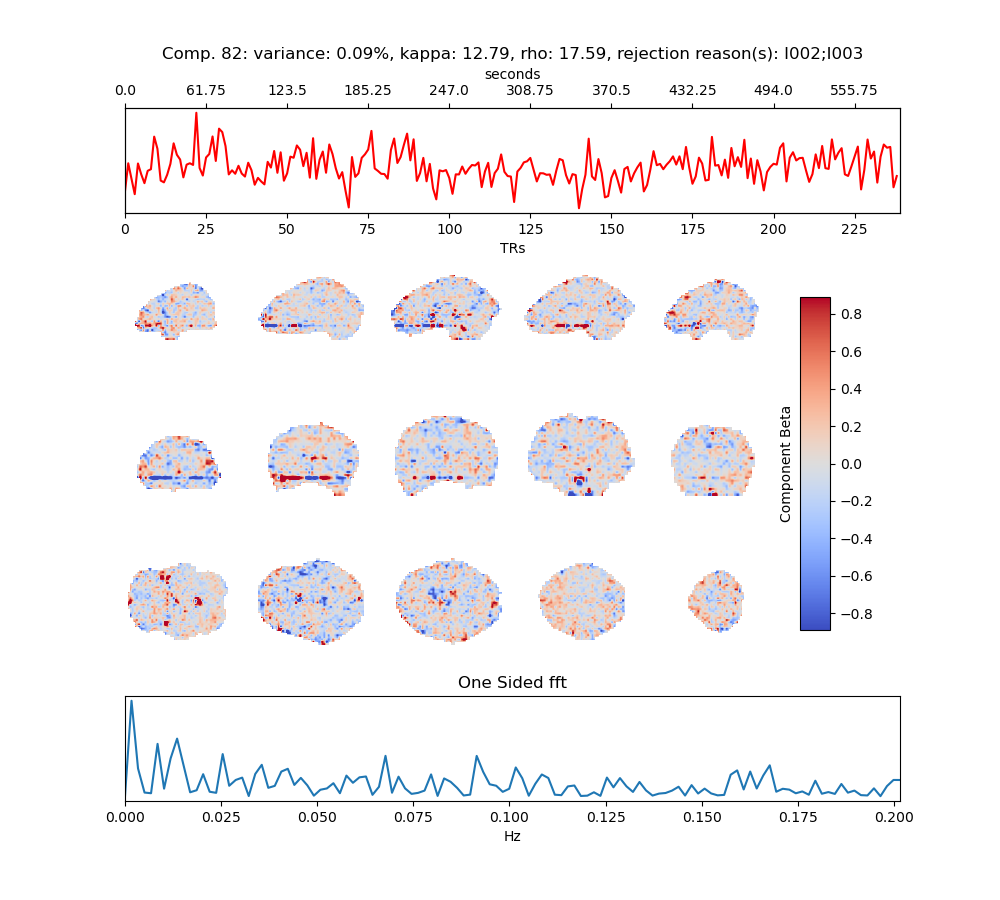 Comp. 82: variance: 0.09%, kappa: 12.79, rho: 17.59, rejection reason(s): I002;I003
seconds
0.0 61.75 123.5 185.25 247.0 308.75 370.5 432.25 494.0 555.75
0 25 50 75 100 125 150 175 200 225
TRs
0.8
0.6
0.4
0.2
0.0
−0.2
−0.4
−0.6
−0.8
Component Beta
One Sided fft
0.000 0.025 0.050 0.075 0.100 0.125 0.150 0.175 0.200
Hz